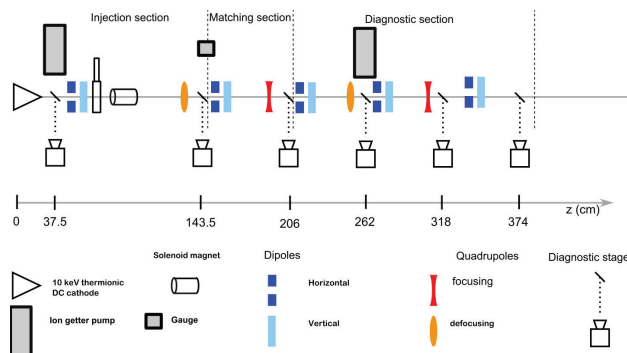 Injection section
Matching section
Diagnostic section
z (cm)
0
37.5
143.5
206
262
318
374
Solenoid magnet
Dipoles
Quadrupoles
Diagnostic stage
10 keV thermionic
DC cathode
Horizontal
focusing
Ion getter pump
Gauge
Vertical
defocusing